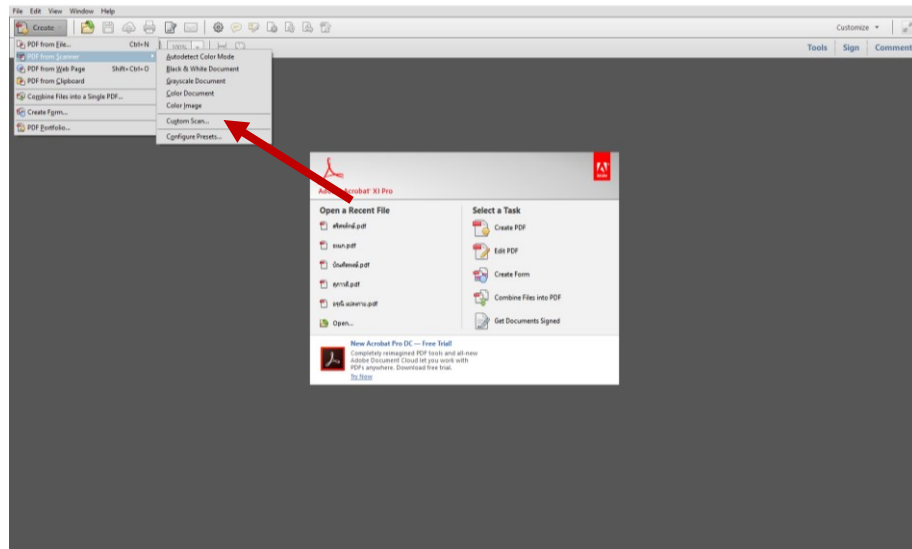 File Edit View Window Help
Create
Customize
Tools Sign Comment
PDF from File... Ctrl+N
PDF from Scanner
PDF from Web Page Shift+Ctrl+O
PDF from Clipboard
Combine Files into a Single PDF...
Create Form...
PDF Portfolio...
Autodetect Color Mode
Black & White Document
Grayscale Document
Color Document
Color Image
Custom Scan...
Configure Presets...
Acrobat XI Pro
Open a Recent File
Open...
Select a Task
Create PDF
Edit PDF
Create Form
Combine Files into PDF
Get Documents Signed
New Acrobat Pro DC — Free Trial!
Completely reimagined PDF tools and all-new
Adobe Document Cloud let you work with
PDFs anywhere. Download free trial.
Try Now